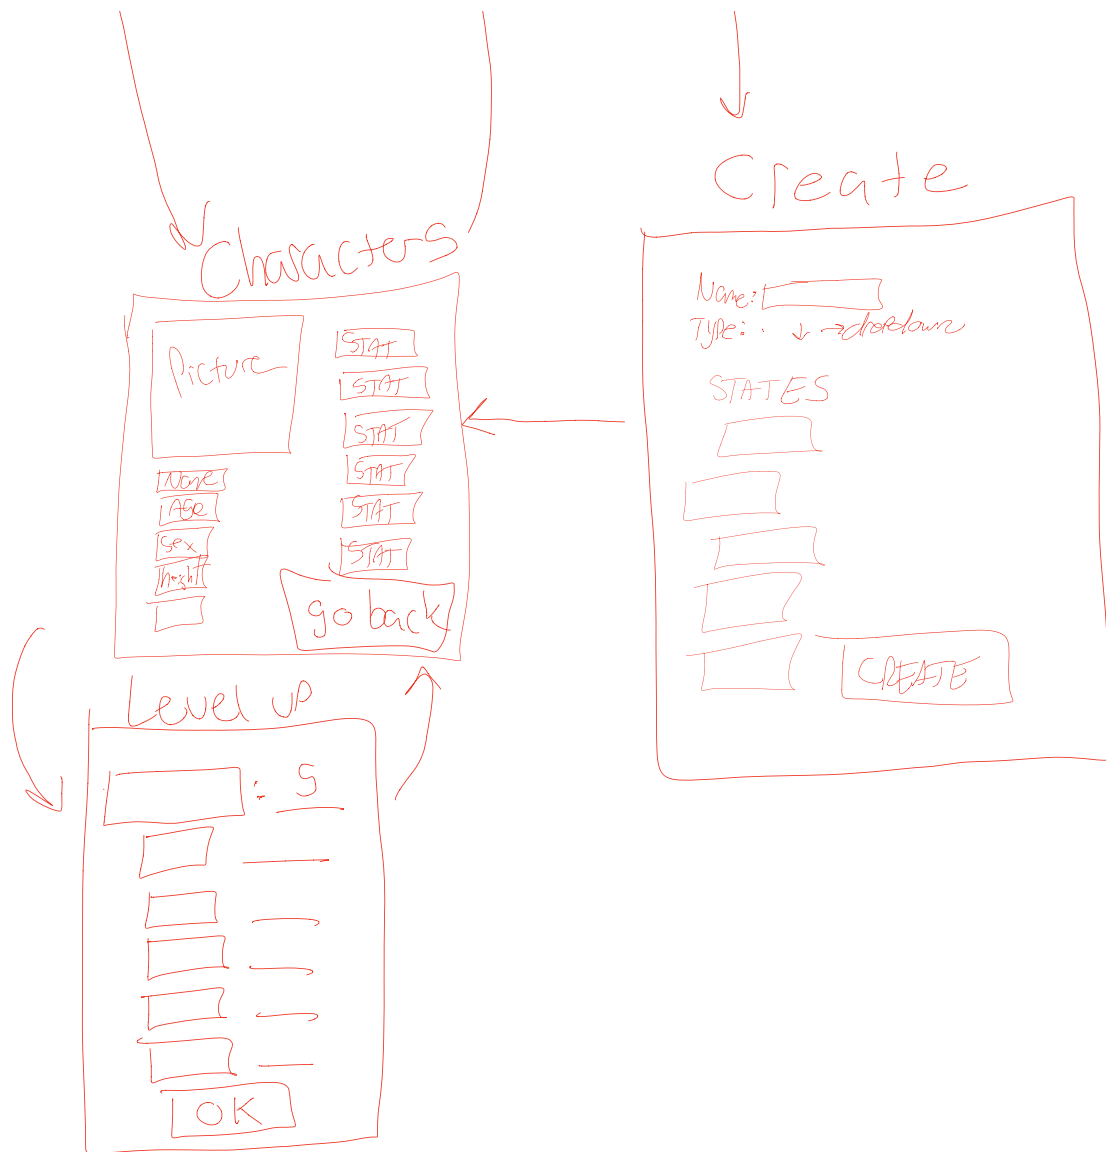 Create
Characters
Name:
Type: dropdown
Picture
STAT
STAT
STATES
STAT
STAT
Name
Age
STAT
Sex
STAT
height
go back
CREATE
Level up
: 5
OK